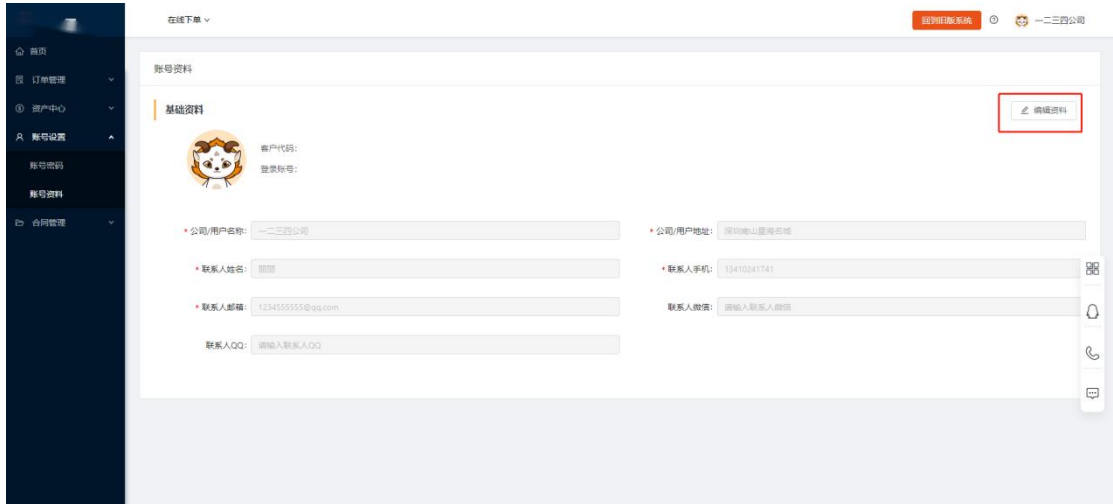 在线下单
回到旧版系统
一二三四公司
首页
订单管理
资产中心
账号设置
账号密码
账号资料
合同管理
账号资料
基础资料
编辑资料
客户代码:
登录账号:
* 公司/用户名称: 一二三四公司
* 公司/用户地址: 深圳南山星海名城
* 联系人姓名: 丽丽
* 联系人手机: 13410241741
* 联系人邮箱: 1234555555@qq.com
联系人微信: 请输入联系人微信
联系人QQ: 请输入联系人QQ